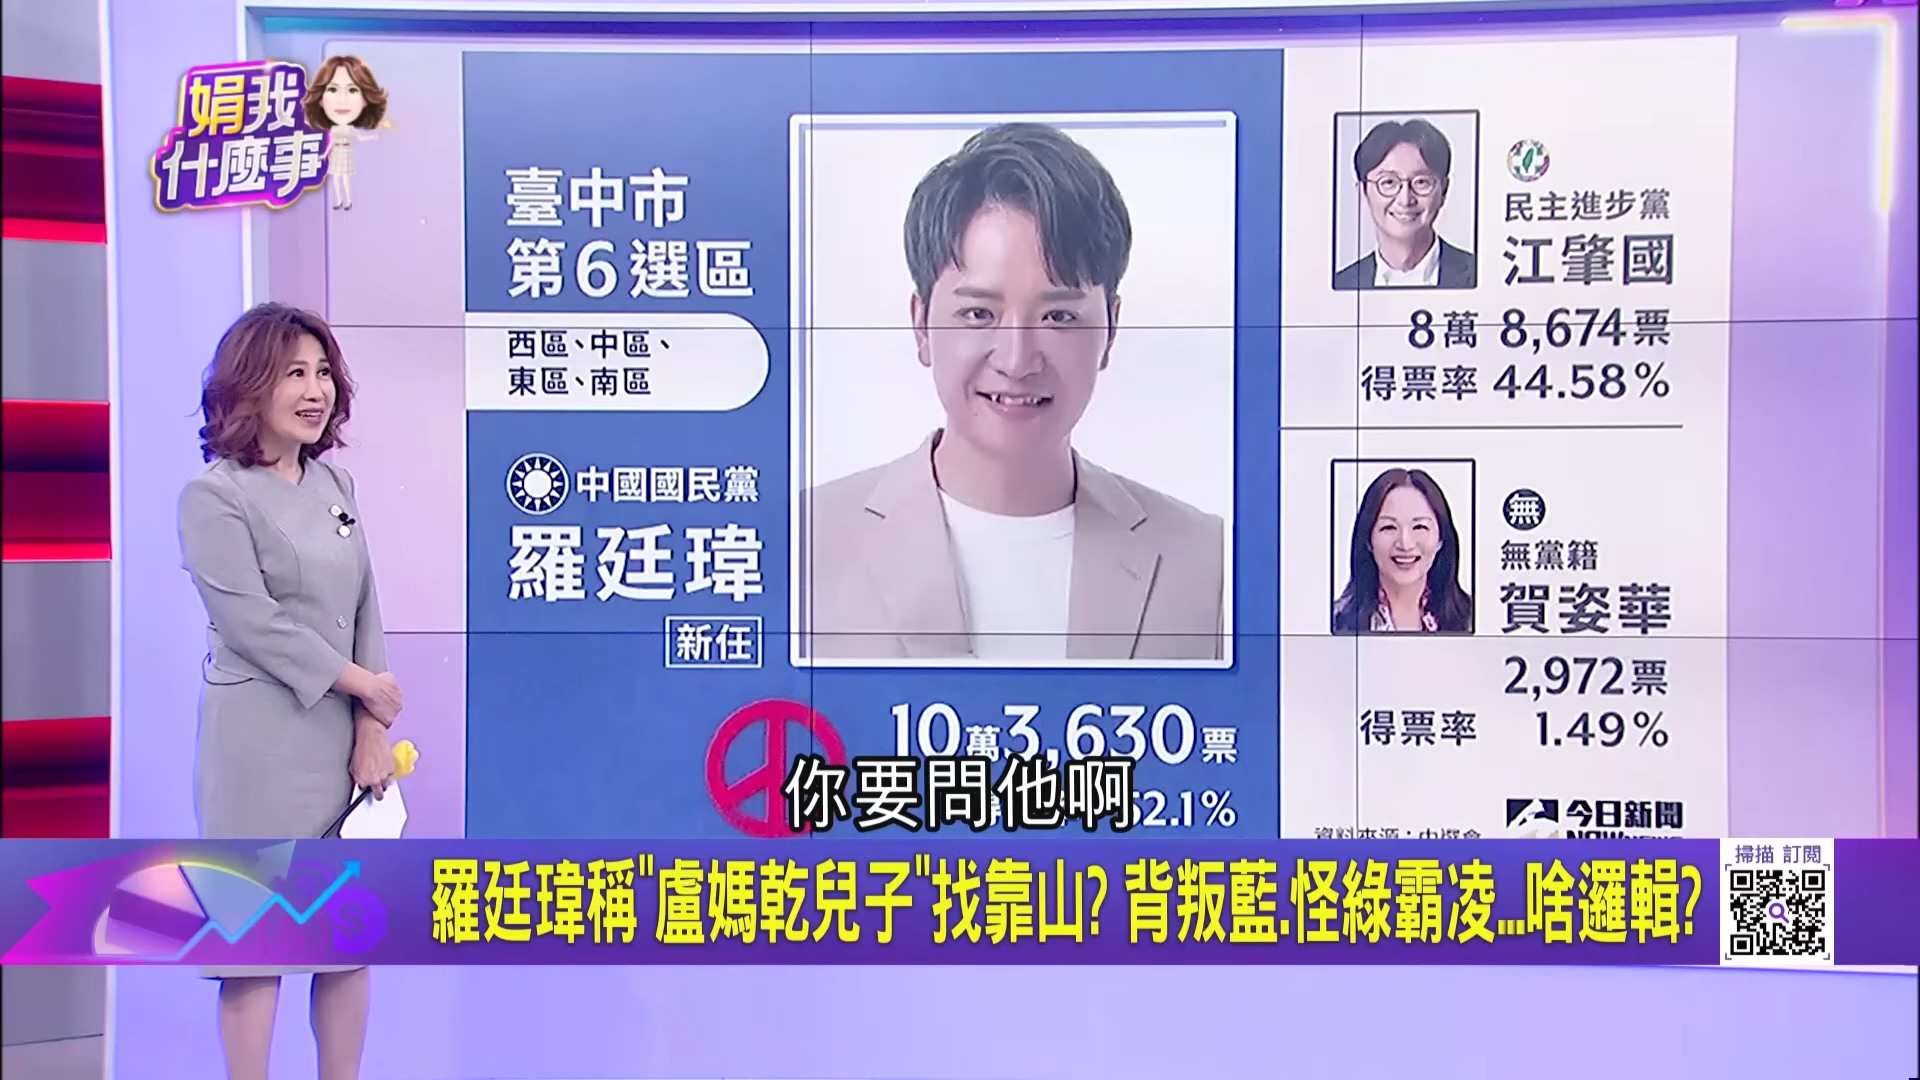 娟我
什麼事
臺中市
第6選區
西區、中區、
東區、南區
中國國民黨
羅廷瑋
新任
10萬3,630票
52.1%
民主進步黨
江肇國
8萬 8,674票
得票率 44.58%
無
無黨籍
賀姿華
2,972票
得票率 1.49%
今日新聞
你要問他啊
羅廷瑋稱"盧媽乾兒子"找靠山? 背叛藍.怪綠霸凌...啥邏輯?
掃描 訂閱